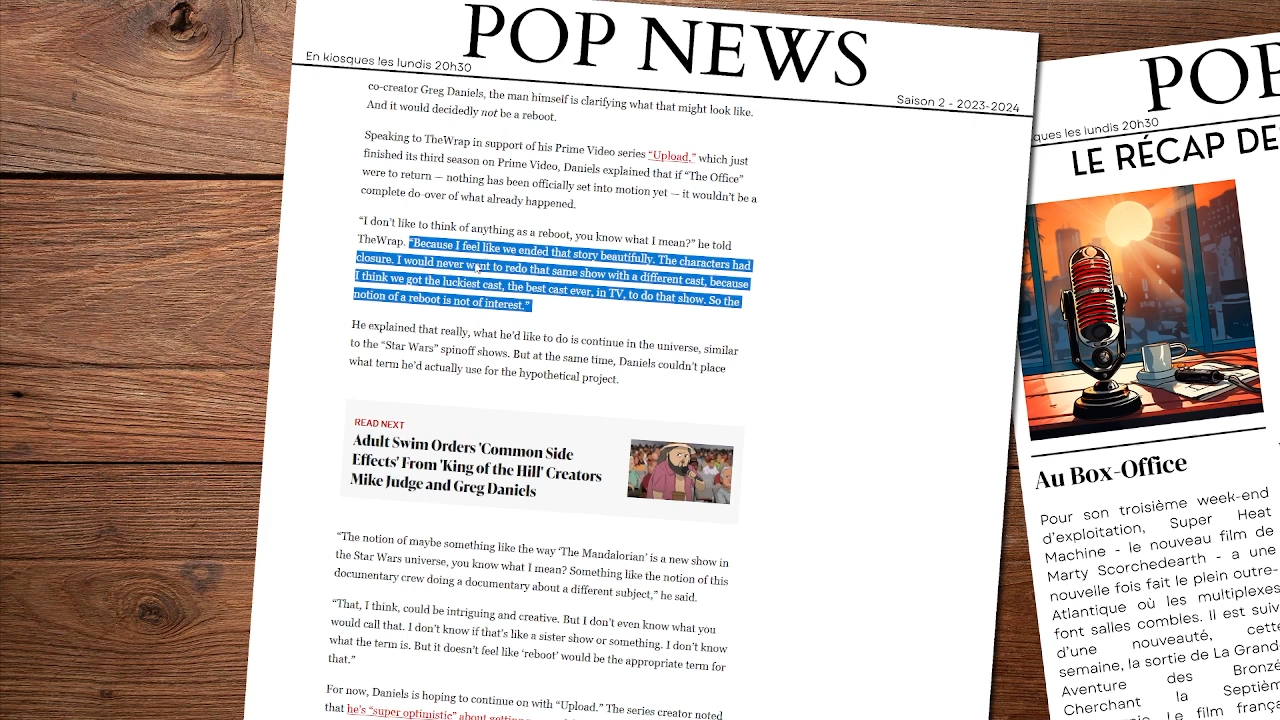 POP NEWS
En kiosques les lundis 20h30
Saison 2 - 2023-2024
co-creator Greg Daniels, the man himself is clarifying what that might look like.
And it would decidedly not be a reboot.
Speaking to TheWrap in support of his Prime Video series “Upload,” which just
finished its third season on Prime Video, Daniels explained that if “The Office”
were to return — nothing has been officially set into motion yet — it wouldn’t be a
complete do-over of what already happened.
“I don’t like to think of anything as a reboot, you know what I mean?” he told
TheWrap. “Because I feel like we ended that story beautifully. The characters had
closure. I would never want to redo that same show with a different cast, because
I think we got the luckiest cast, the best cast ever, in TV, to do that show. So the
notion of a reboot is not of interest.”
He explained that really, what he’d like to do is continue in the universe, similar
to the “Star Wars” spinoff shows. But at the same time, Daniels couldn’t place
what term he’d actually use for the hypothetical project.
READ NEXT
Adult Swim Orders 'Common Side
Effects' From 'King of the Hill' Creators
Mike Judge and Greg Daniels
“The notion of maybe something like the way ‘The Mandalorian’ is a new show in
the Star Wars universe, you know what I mean? Something like the notion of this
documentary crew doing a documentary about a different subject,” he said.
“That, I think, could be intriguing and creative. But I don’t even know what you
would call that. I don’t know if that’s like a sister show or something. I don’t know
what the term is. But it doesn’t feel like ‘reboot’ would be the appropriate term for
that.”
For now, Daniels is hoping to continue on with “Upload.” The series creator noted
that he’s “super optimistic” about
POP
les lundis 20h30
LE RÉCAP DE
Au Box-Office
Pour son troisième week-end
d'exploitation, Super Heat
Machine - le nouveau film de
Marty Scorchedearth - a une
nouvelle fois fait le plein outre-
Atlantique où les multiplexes
font salles combles. Il est suivi
d'une nouveauté, cette
semaine, la sortie de La Grande
Aventure des Bronzé
Cherchant la Septièm
le film frança